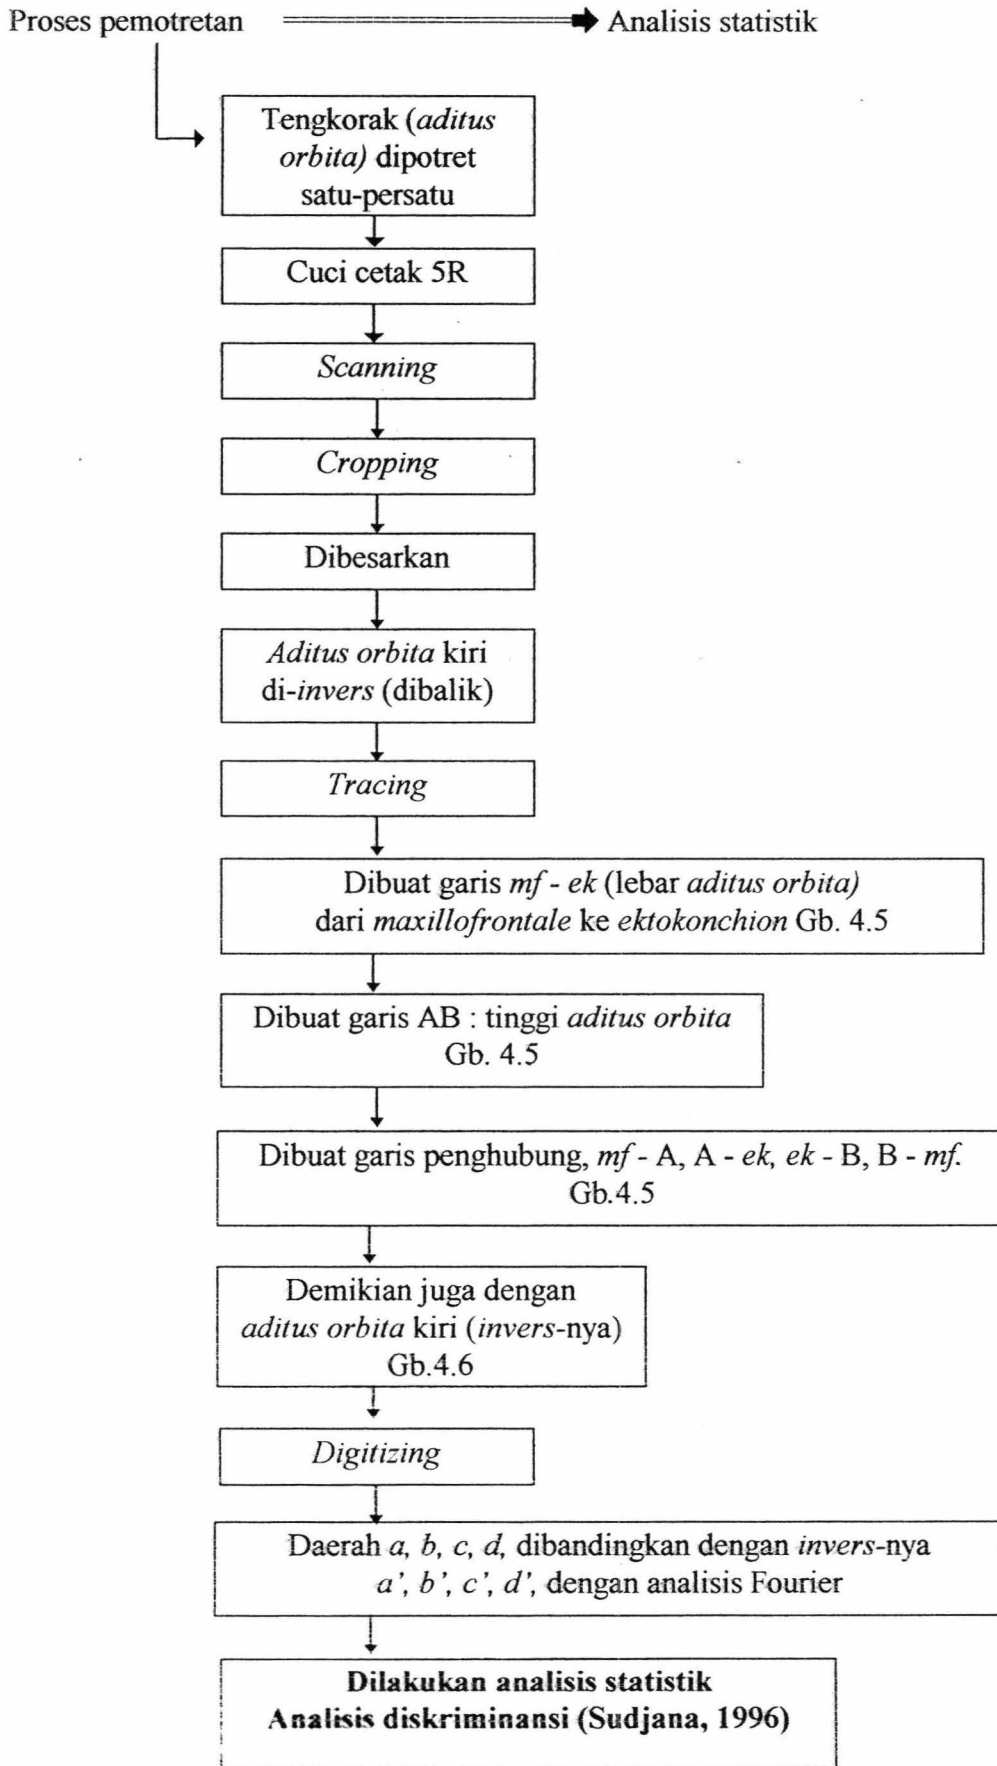 Proses pemotretan Analisis statistik
Tengkorak (aditus
orbita) dipotret
satu-persatu
Cuci cetak 5R
Scanning
Cropping
Dibesarkan
Aditus orbita kiri
di-invers (dibalik)
Tracing
Dibuat garis mf - ek (lebar aditus orbita)
dari maxillofrontale ke ektokonchion Gb. 4.5
Dibuat garis AB : tinggi aditus orbita
Gb. 4.5
Dibuat garis penghubung, mf - A, A - ek, ek - B, B - mf.
Gb.4.5
Demikian juga dengan
aditus orbita kiri (invers-nya)
Gb.4.6
Digitizing
Daerah a, b, c, d, dibandingkan dengan invers-nya
a’, b’, c’, d’, dengan analisis Fourier
Dilakukan analisis statistik
Analisis diskriminansi (Sudjana, 1996)